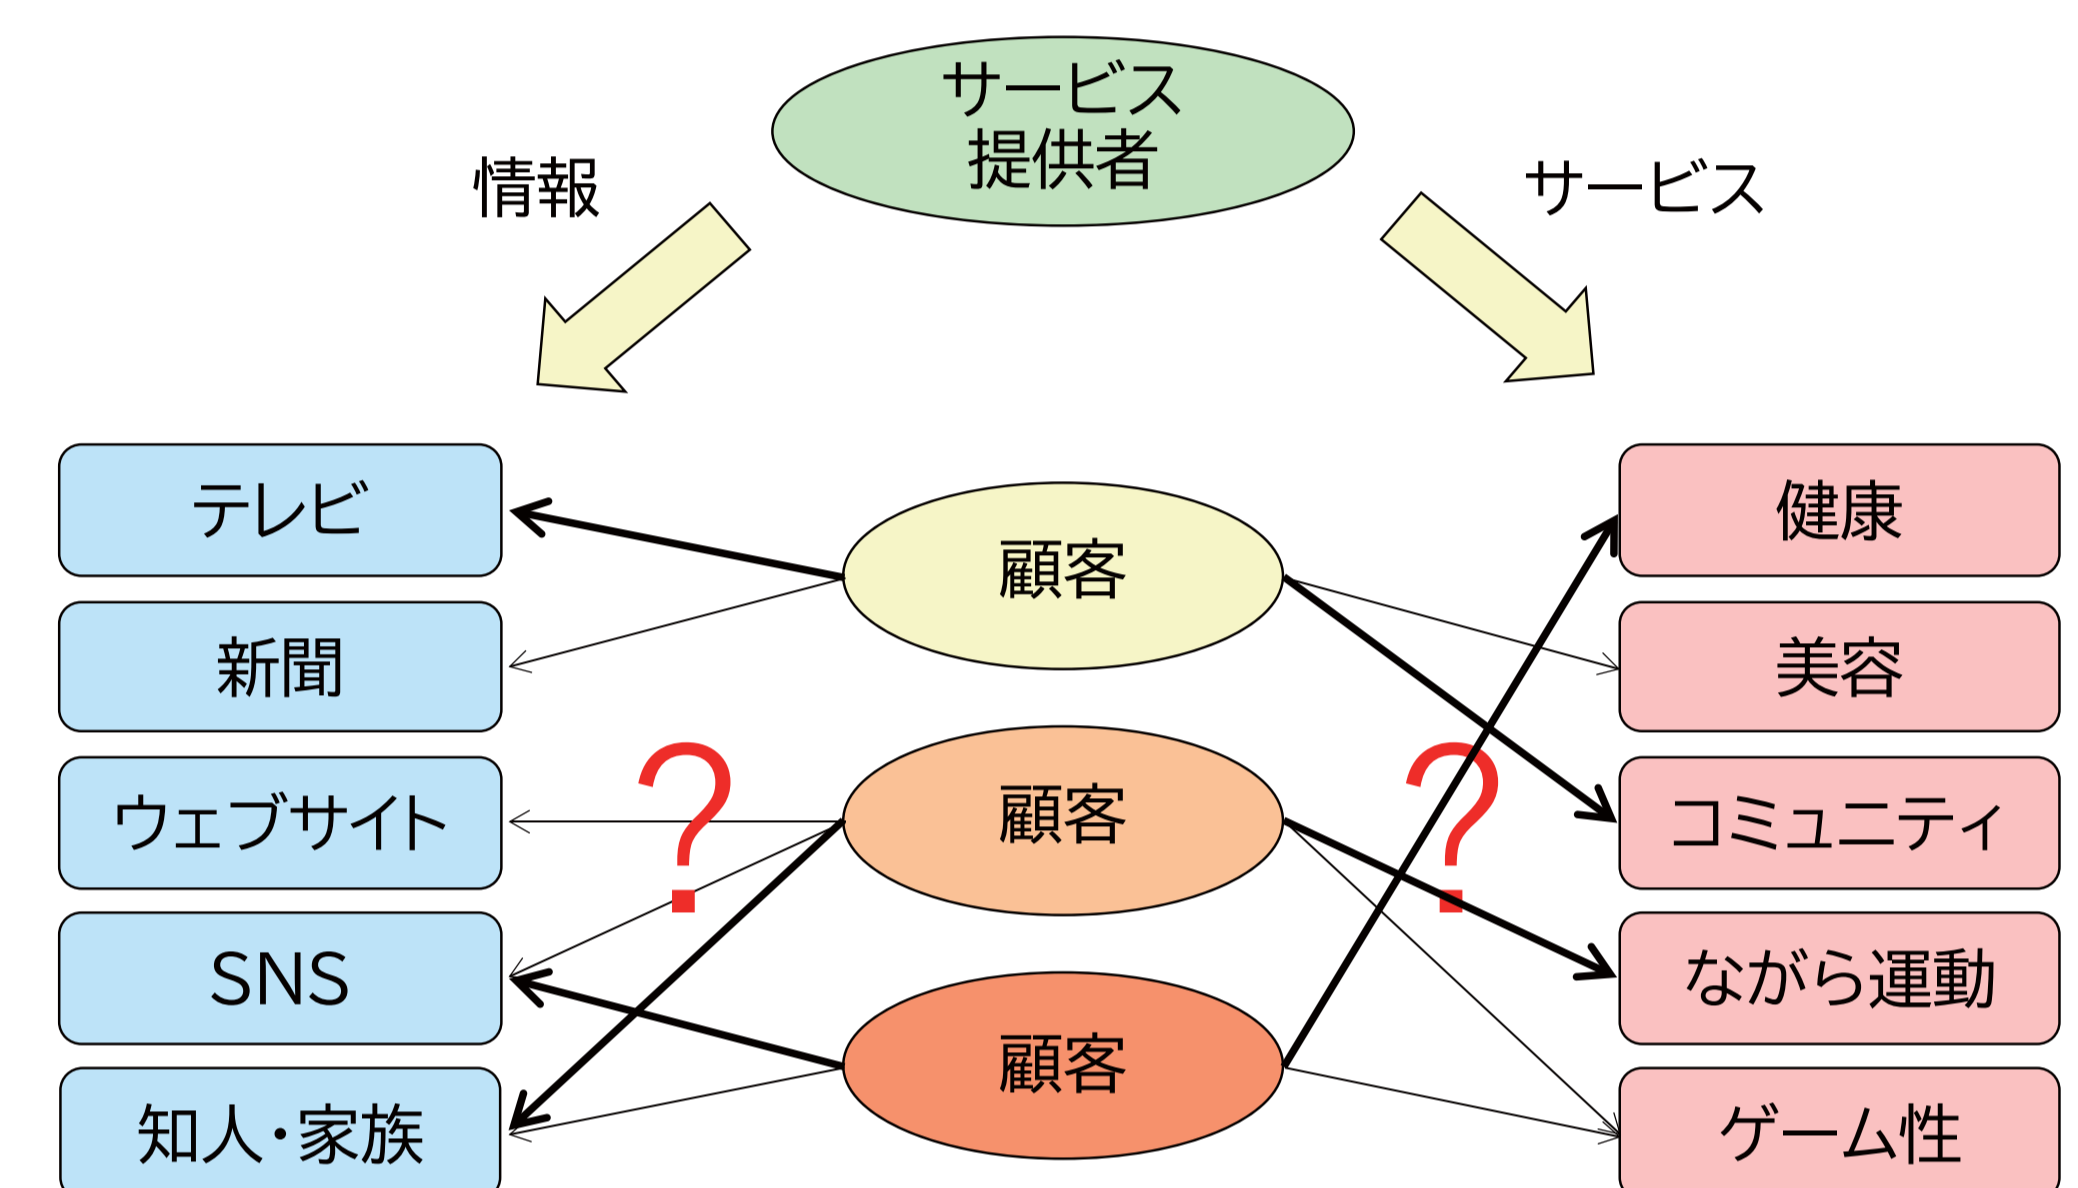 サービス
提供者
情報
サービス
テレビ
新聞
ウェブサイト
SNS
知人・家族
顧客
?
顧客
?
顧客
健康
美容
コミュニティ
ながら運動
ゲーム性